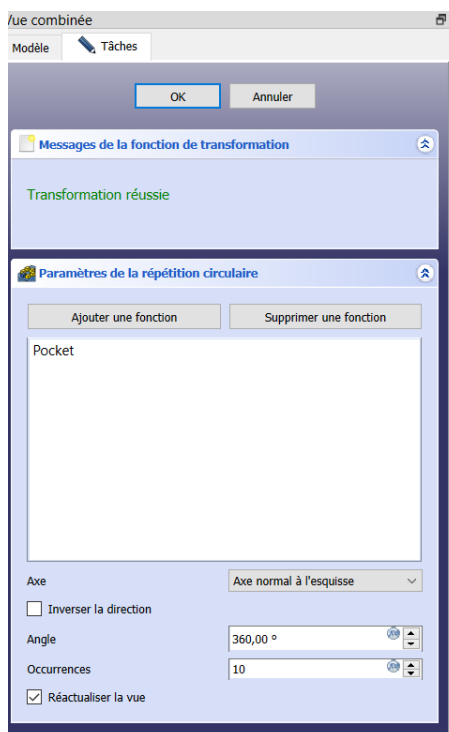 Vue combinée
Modèle Tâches
OK Annuler
Messages de la fonction de transformation
Transformation réussie
Paramètres de la répétition circulaire
Ajouter une fonction Supprimer une fonction
Pocket
Axe Axe normal à l'esquisse
Inverser la direction
Angle 360,00 °
Occurrences 10
Réactualiser la vue